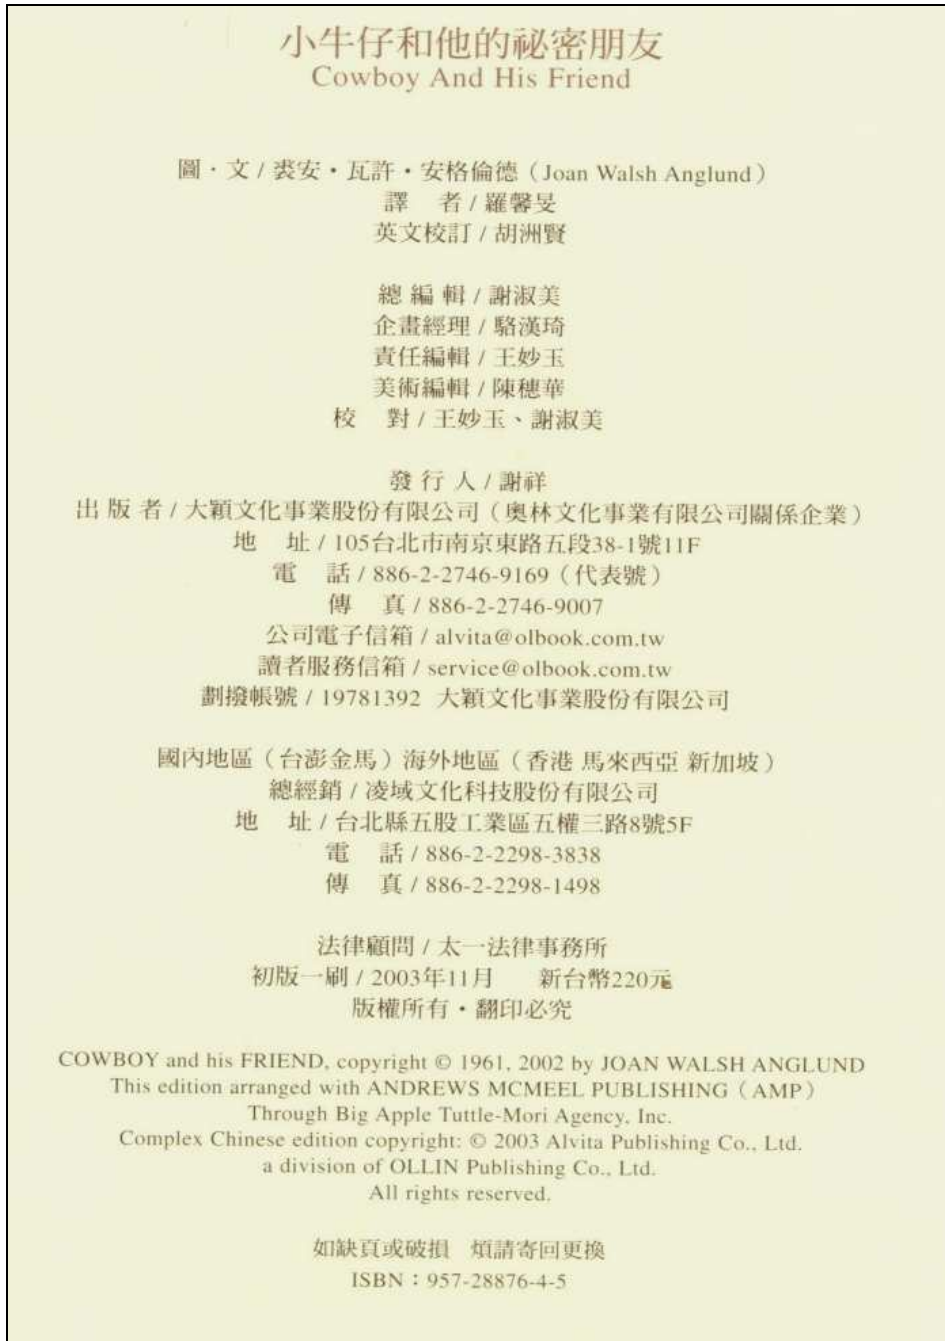 小牛仔和他的祕密朋友
Cowboy And His Friend
圖・文 / 裘安・瓦許・安格倫德（Joan Walsh Anglund）
譯　者 / 羅馨旻
英文校訂 / 胡洲賢
總 編 輯 / 謝淑美
企畫經理 / 駱漢琦
責任編輯 / 王妙玉
美術編輯 / 陳穗華
校　對 / 王妙玉、謝淑美
發 行 人 / 謝祥
出 版 者 / 大穎文化事業股份有限公司（奧林文化事業有限公司關係企業）
地　址 / 105台北市南京東路五段38-1號11F
電　話 / 886-2-2746-9169（代表號）
傳　真 / 886-2-2746-9007
公司電子信箱 / alvita@olbook.com.tw
讀者服務信箱 / service@olbook.com.tw
劃撥帳號 / 19781392 大穎文化事業股份有限公司
國內地區（台澎金馬）海外地區（香港 馬來西亞 新加坡）
總經銷 / 凌域文化科技股份有限公司
地　址 / 台北縣五股工業區五權三路8號5F
電　話 / 886-2-2298-3838
傳　真 / 886-2-2298-1498
法律顧問 / 太一法律事務所
初版一刷 / 2003年11月　新台幣220元
版權所有・翻印必究
COWBOY and his FRIEND, copyright © 1961, 2002 by JOAN WALSH ANGLUND
This edition arranged with ANDREWS MCMEEL PUBLISHING（AMP）
Through Big Apple Tuttle-Mori Agency, Inc.
Complex Chinese edition copyright: © 2003 Alvita Publishing Co., Ltd.
a division of OLLIN Publishing Co., Ltd.
All rights reserved.
如缺頁或破損　煩請寄回更換
ISBN：957-28876-4-5